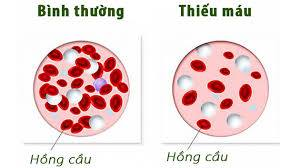 Bình thường
Thiếu máu
Hồng cầu
Hồng cầu